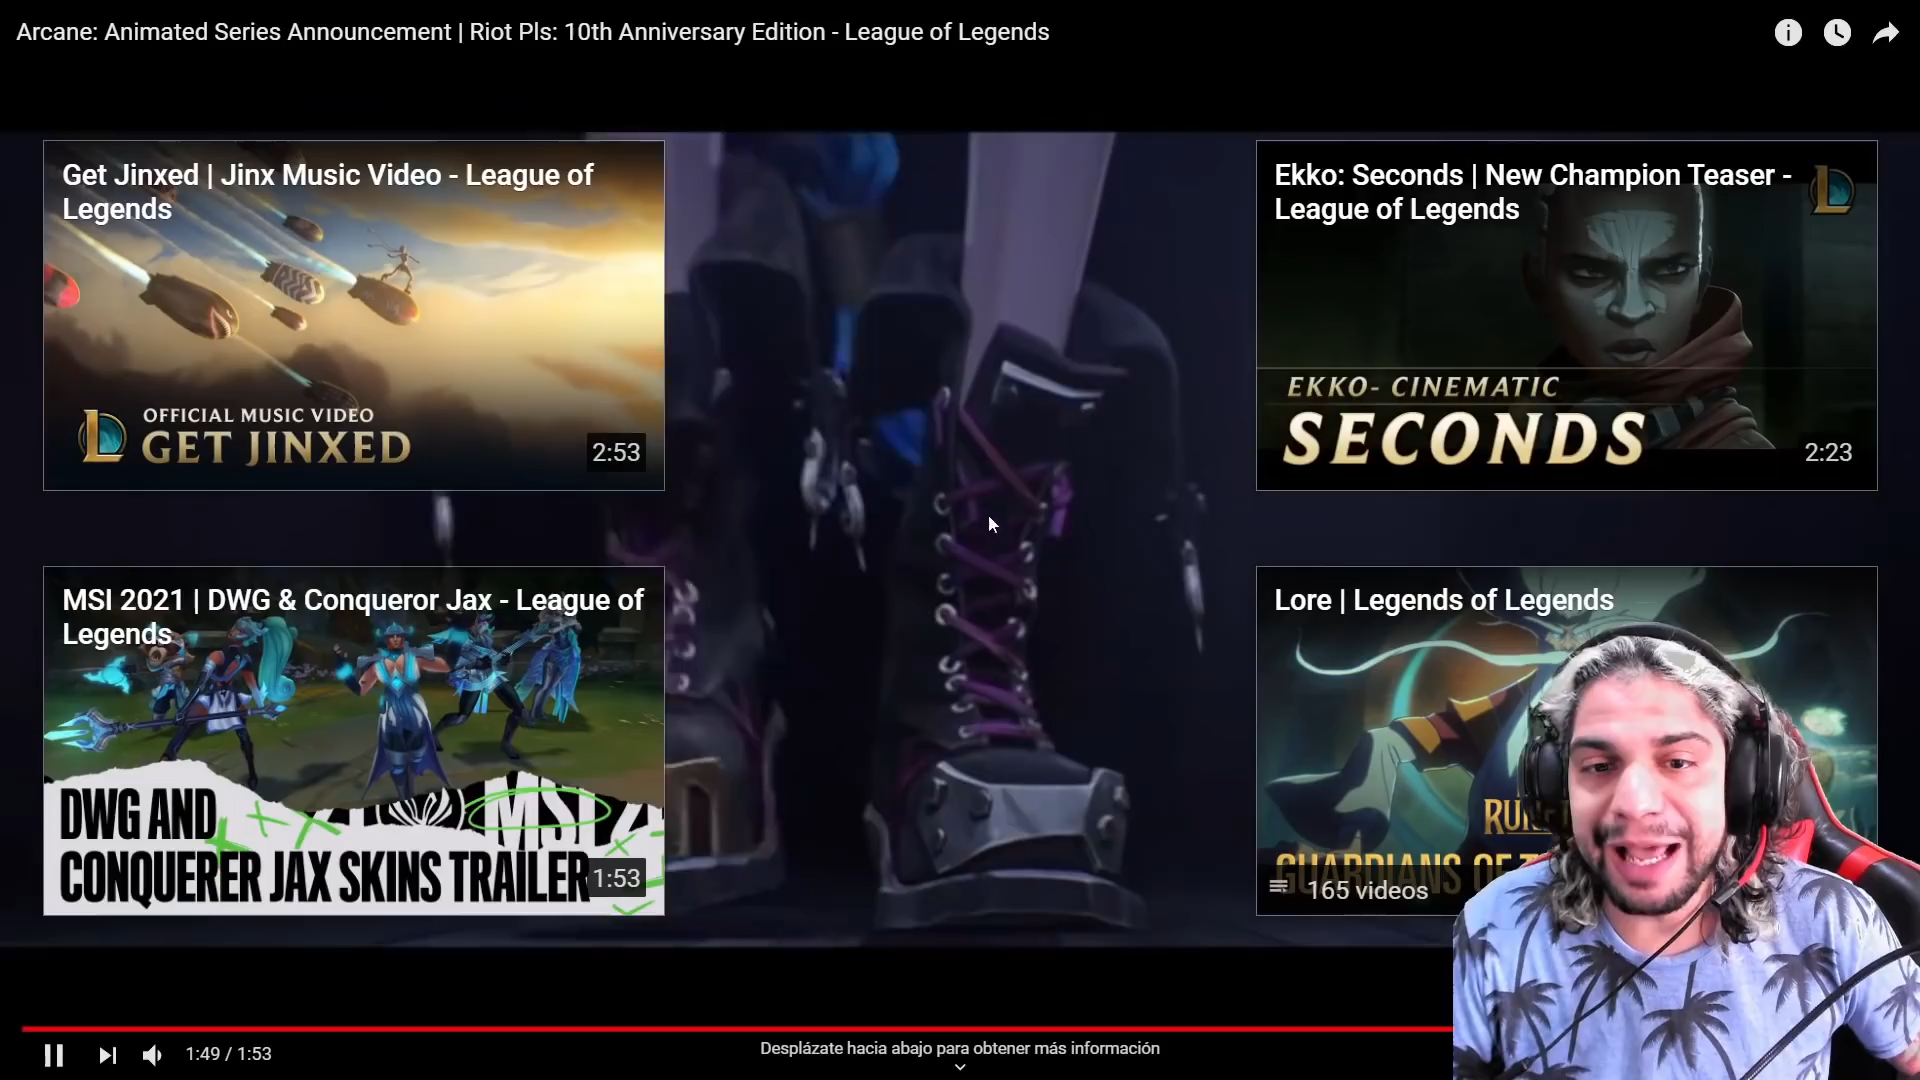 Arcane: Animated Series Announcement | Riot Pls: 10th Anniversary Edition - League of Legends
Get Jinxed | Jinx Music Video - League of
Legends
OFFICIAL MUSIC VIDEO
GET JINXED
2:53
Ekko: Seconds | New Champion Teaser -
League of Legends
EKKO- CINEMATIC
SECONDS
2:23
MSI 2021 | DWG & Conqueror Jax - League of
Legends
MSI
DWG AND
CONQUERER JAX SKINS TRAILER
1:53
Lore | Legends of Legends
GUARDIANS OF
165 videos
1:49 / 1:53
Desplázate hacia abajo para obtener más información